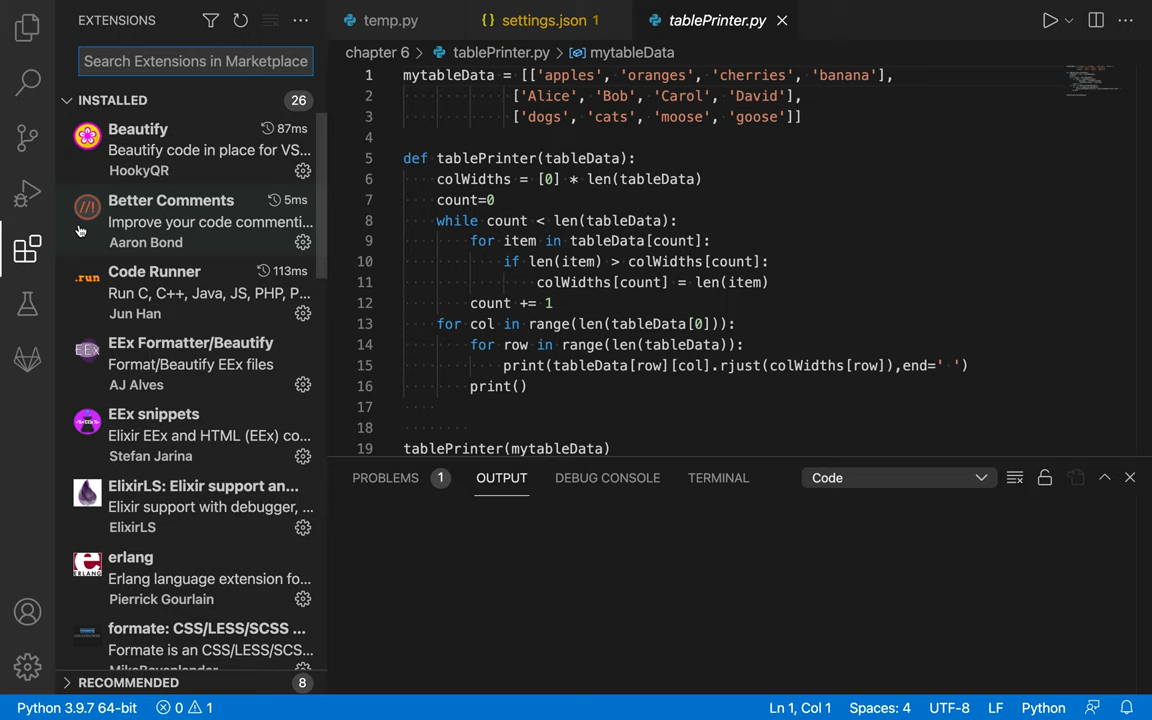 EXTENSIONS
Search Extensions in Marketplace
INSTALLED 26
Beautify 87ms
Beautify code in place for VS...
HookyQR
//!
Better Comments 5ms
Improve your code commenti...
Aaron Bond
.run
Code Runner 113ms
Run C, C++, Java, JS, PHP, P...
Jun Han
EEx
EEx Formatter/Beautify
Format/Beautify EEx files
AJ Alves
EEx snippets
Elixir EEx and HTML (EEx) co...
Stefan Jarina
ElixirLS: Elixir support an...
Elixir support with debugger, ...
ElixirLS
ERLANG
erlang
Erlang language extension fo...
Pierrick Gourlain
formate: CSS/LESS/SCSS ...
Formate is an CSS/LESS/SCS...
RECOMMENDED 8
temp.py
{} settings.json 1
tablePrinter.py
chapter 6 > tablePrinter.py > mytableData
1 mytableData = [['apples', 'oranges', 'cherries', 'banana'],
2 ['Alice', 'Bob', 'Carol', 'David'],
3 ['dogs', 'cats', 'moose', 'goose']]
4
5 def tablePrinter(tableData):
6 colWidths = [0] * len(tableData)
7 count=0
8 while count < len(tableData):
9 for item in tableData[count]:
10 if len(item) > colWidths[count]:
11 colWidths[count] = len(item)
12 count += 1
13 for col in range(len(tableData[0])):
14 for row in range(len(tableData)):
15 print(tableData[row][col].rjust(colWidths[row]),end=' ')
16 print()
17
18
19 tablePrinter(mytableData)
PROBLEMS 1 OUTPUT DEBUG CONSOLE TERMINAL Code
Python 3.9.7 64-bit 0 1 Ln 1, Col 1 Spaces: 4 UTF-8 LF Python